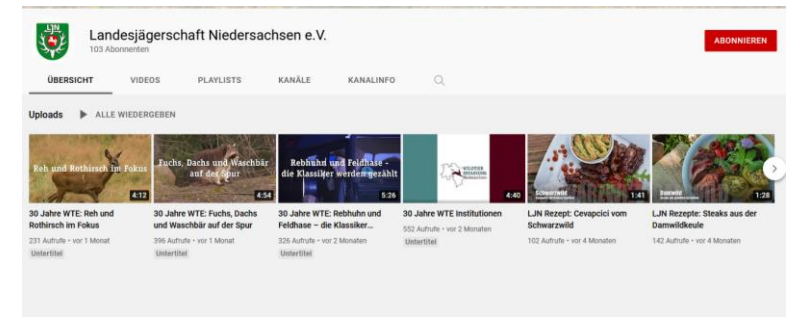 LJN
Landesjägerschaft Niedersachsen e.V.
103 Abonnenten
ABONNIEREN
ÜBERSICHT VIDEOS PLAYLISTS KANÄLE KANALINFO
Uploads ALLE WIEDERGEBEN
Reh und Rothirsch im Fokus
4:12
Fuchs, Dachs und Waschbär
auf der Spur
4:54
Rebhuhn und Feldhase -
die Klassiker werden gezählt
5:26
4:40
Schwarzwild
1:41
Damwild
1:28
30 Jahre WTE: Reh und
Rothirsch im Fokus
231 Aufrufe • vor 1 Monat
Untertitel
30 Jahre WTE: Fuchs, Dachs
und Waschbär auf der Spur
396 Aufrufe • vor 1 Monat
Untertitel
30 Jahre WTE: Rebhuhn und
Feldhase – die Klassiker...
326 Aufrufe • vor 2 Monaten
Untertitel
30 Jahre WTE Institutionen
552 Aufrufe • vor 2 Monaten
Untertitel
LJN Rezept: Cevapcici vom
Schwarzwild
102 Aufrufe • vor 4 Monaten
LJN Rezepte: Steaks aus der
Damwildkeule
142 Aufrufe • vor 4 Monaten